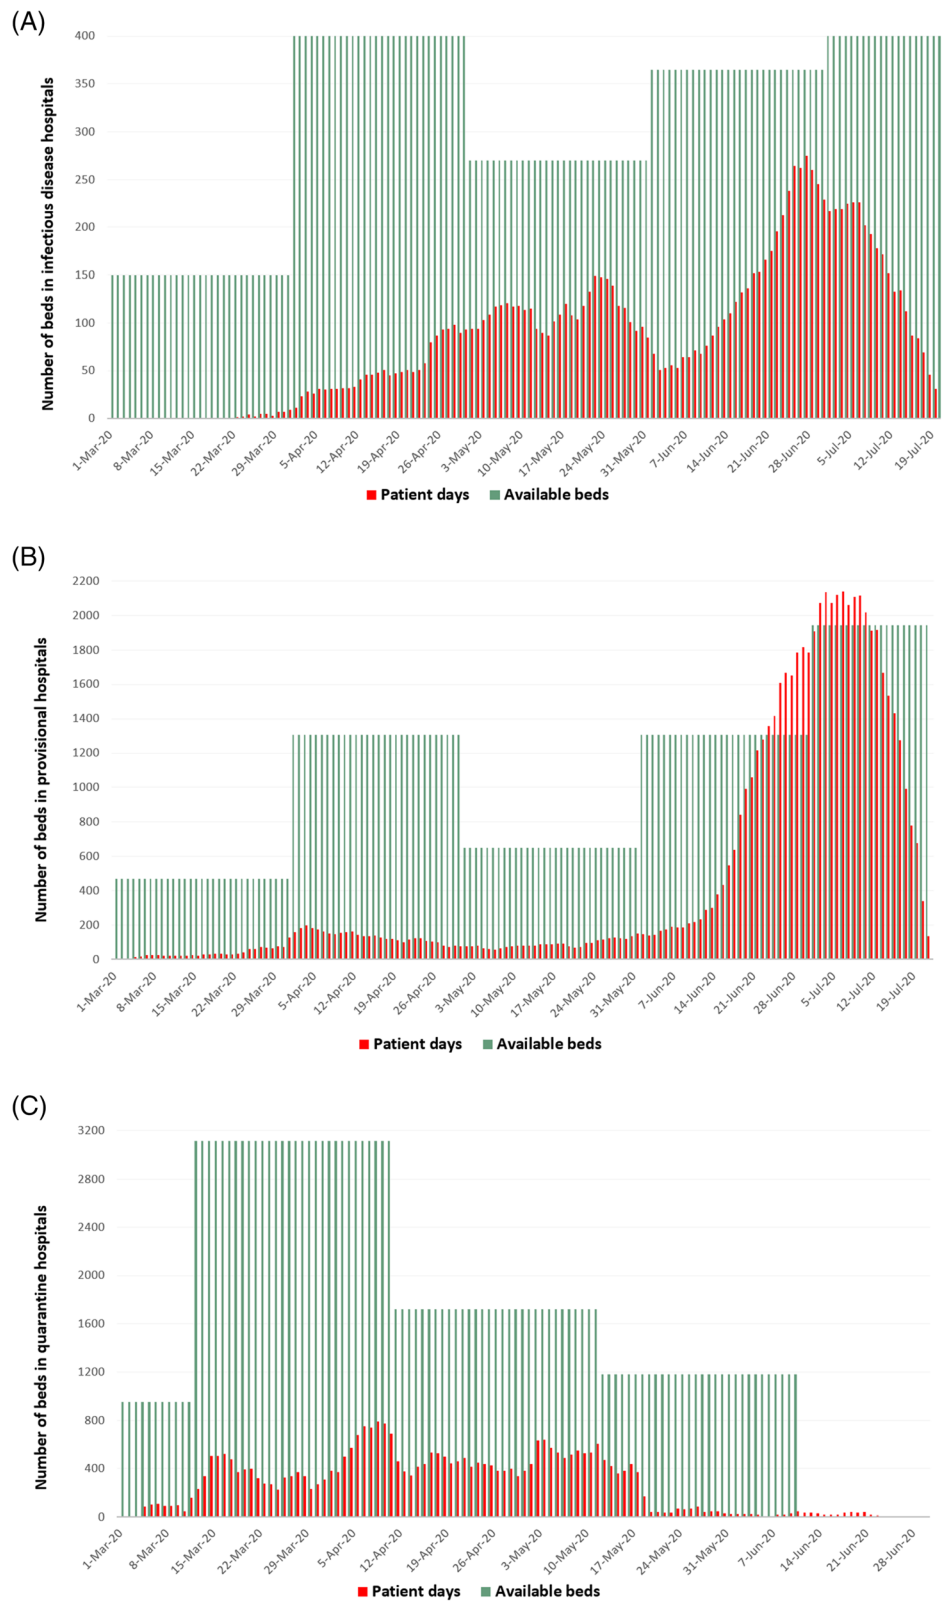 (A)
Number of beds in infectious disease hospitals
400
350
300
250
200
150
100
50
0
1-Mar-20
8-Mar-20
15-Mar-20
22-Mar-20
29-Mar-20
5-Apr-20
12-Apr-20
19-Apr-20
26-Apr-20
3-May-20
10-May-20
17-May-20
24-May-20
31-May-20
7-Jun-20
14-Jun-20
21-Jun-20
28-Jun-20
5-Jul-20
12-Jul-20
19-Jul-20
Patient days Available beds
(B)
Number of beds in provisional hospitals
2200
2000
1800
1600
1400
1200
1000
800
600
400
200
0
1-Mar-20
8-Mar-20
15-Mar-20
22-Mar-20
29-Mar-20
5-Apr-20
12-Apr-20
19-Apr-20
26-Apr-20
3-May-20
10-May-20
17-May-20
24-May-20
31-May-20
7-Jun-20
14-Jun-20
21-Jun-20
28-Jun-20
5-Jul-20
12-Jul-20
19-Jul-20
Patient days Available beds
(C)
Number of beds in quarantine hospitals
3200
2800
2400
2000
1600
1200
800
400
0
1-Mar-20
8-Mar-20
15-Mar-20
22-Mar-20
29-Mar-20
5-Apr-20
12-Apr-20
19-Apr-20
26-Apr-20
3-May-20
10-May-20
17-May-20
24-May-20
31-May-20
7-Jun-20
14-Jun-20
21-Jun-20
28-Jun-20
Patient days Available beds